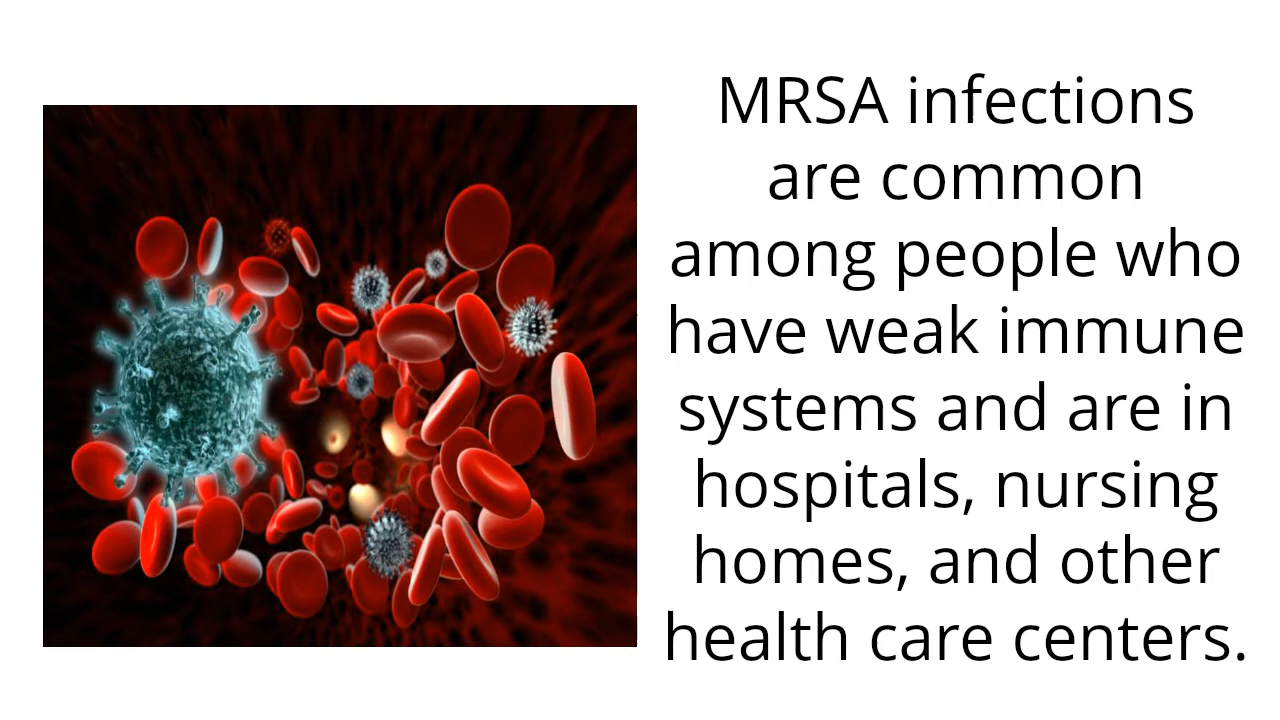 MRSA infections
are common
among people who
have weak immune
systems and are in
hospitals, nursing
homes, and other
health care centers.